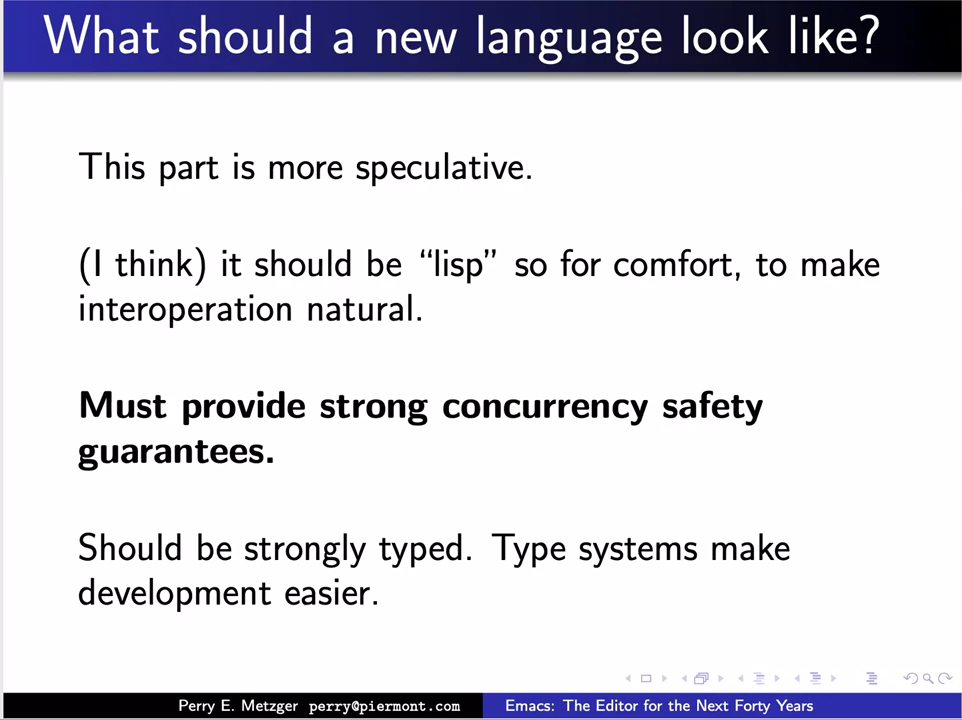 What should a new language look like?
This part is more speculative.
(I think) it should be “lisp” so for comfort, to make
interoperation natural.
Must provide strong concurrency safety
guarantees.
Should be strongly typed. Type systems make
development easier.
Perry E. Metzger perry@piermont.com
Emacs: The Editor for the Next Forty Years